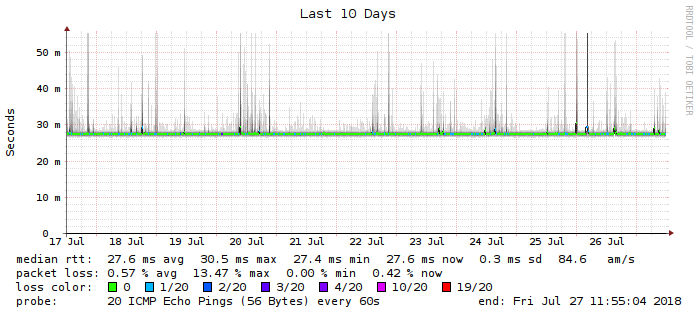 Last 10 Days
RRDTOOL / TOBI OETIKER
Seconds
50 m
40 m
30 m
20 m
10 m
0
17 Jul 18 Jul 19 Jul 20 Jul 21 Jul 22 Jul 23 Jul 24 Jul 25 Jul 26 Jul
median rtt: 27.6 ms avg 30.5 ms max 27.4 ms min 27.6 ms now 0.3 ms sd 84.6 am/s
packet loss: 0.57 % avg 13.47 % max 0.00 % min 0.42 % now
loss color: 0 1/20 2/20 3/20 4/20 10/20 19/20
probe: 20 ICMP Echo Pings (56 Bytes) every 60s end: Fri Jul 27 11:55:04 2018